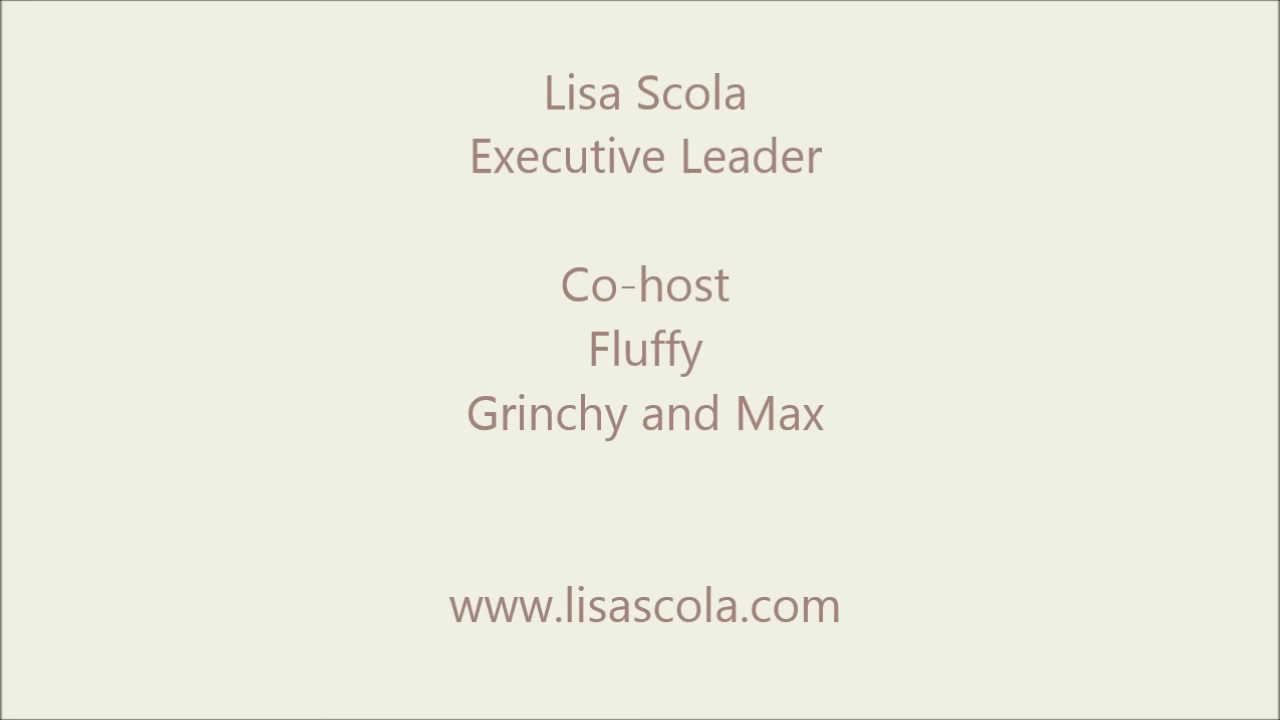 Lisa Scola
Executive Leader
Co-host
Fluffy
Grinchy and Max
www.lisascola.com